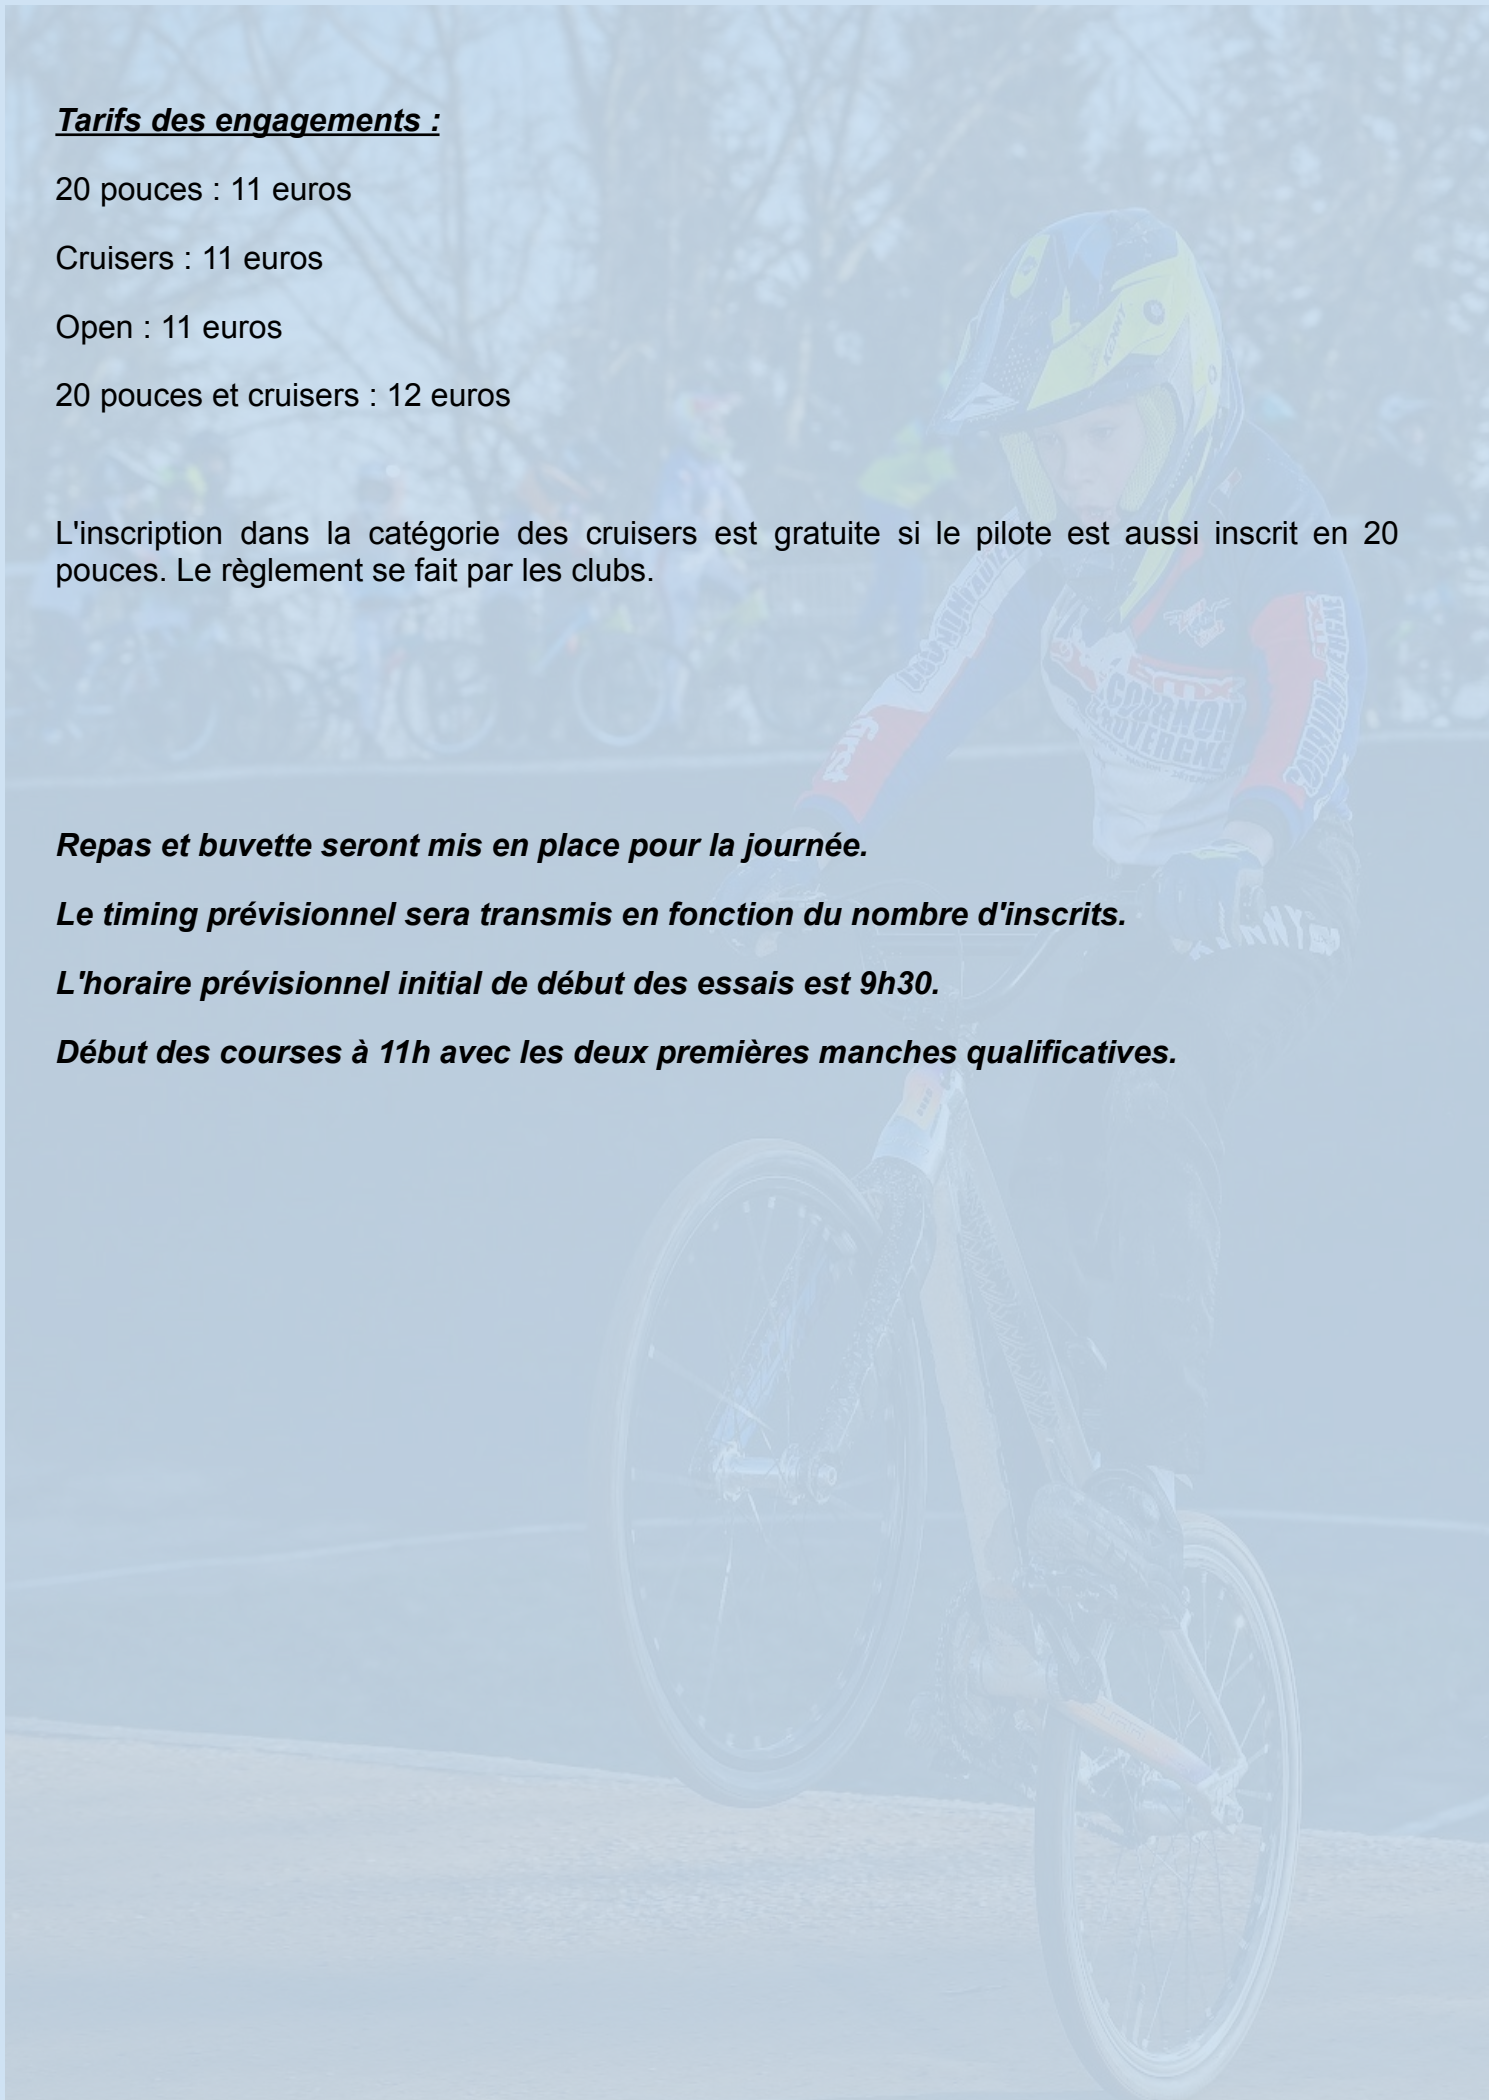 Tarifs des engagements :
20 pouces : 11 euros
Cruisers : 11 euros
Open : 11 euros
20 pouces et cruisers : 12 euros
L'inscription dans la catégorie des cruisers est gratuite si le pilote est aussi inscrit en 20
pouces. Le règlement se fait par les clubs.
KENNY
COURNON
D'AUVERGNE
Repas et buvette seront mis en place pour la journée.
Le timing prévisionnel sera transmis en fonction du nombre d'inscrits.
L'horaire prévisionnel initial de début des essais est 9h30.
Début des courses à 11h avec les deux premières manches qualificatives.